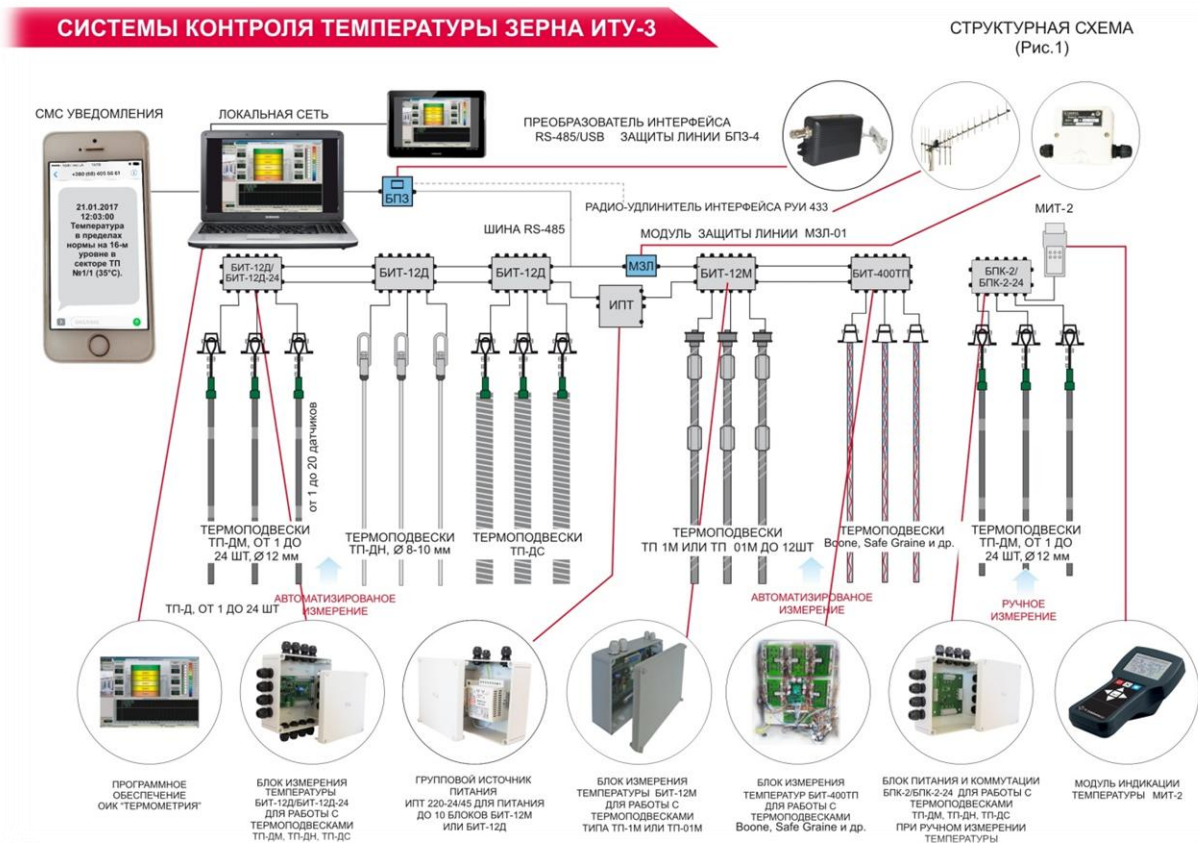 СИСТЕМЫ КОНТРОЛЯ ТЕМПЕРАТУРЫ ЗЕРНА ИТУ-3
СТРУКТУРНАЯ СХЕМА
(Рис.1)
СМС УВЕДОМЛЕНИЯ
ЛОКАЛЬНАЯ СЕТЬ
ПРЕОБРАЗОВАТЕЛЬ ИНТЕРФЕЙСА
RS-485/USB ЗАЩИТЫ ЛИНИИ БПЗ-4
+380 (68) 405 56 61
21.01.2017
12:03:00
Температура
в пределах
нормы на 16-м
уровне в
секторе ТП
№1/1 (35°С).
БПЗ
РАДИО-УДЛИНИТЕЛЬ ИНТЕРФЕЙСА РУИ 433
МИТ-2
ШИНА RS-485
МОДУЛЬ ЗАЩИТЫ ЛИНИИ МЗЛ-01
БИТ-12Д/
БИТ-12Д-24
БИТ-12Д
БИТ-12Д
МЗЛ
БИТ-12М
БИТ-400ТП
БПК-2/
БПК-2-24
ИПТ
от 1 до 20 датчиков
ТЕРМОПОДВЕСКИ
ТП-ДМ, ОТ 1 ДО
24 ШТ, Ø 12 мм
ТЕРМОПОДВЕСКИ
ТП-ДН, Ø 8-10 мм
ТЕРМОПОДВЕСКИ
ТП-ДС
ТЕРМОПОДВЕСКИ
ТП 1М ИЛИ ТП 01М ДО 12ШТ
ТЕРМОПОДВЕСКИ
Boone, Safe Graine и др.
ТЕРМОПОДВЕСКИ
ТП-ДМ, ОТ 1 ДО
24 ШТ, Ø 12 мм
ТП-Д, ОТ 1 ДО 24 ШТ
АВТОМАТИЗИРОВАНОЕ
ИЗМЕРЕНИЕ
АВТОМАТИЗИРОВАНОЕ
ИЗМЕРЕНИЕ
РУЧНОЕ
ИЗМЕРЕНИЕ
ПРОГРАММНОЕ
ОБЕСПЕЧЕНИЕ
ОИК "ТЕРМОМЕТРИЯ"
БЛОК ИЗМЕРЕНИЯ
ТЕМПЕРАТУРЫ
БИТ-12Д/БИТ-12Д-24
ДЛЯ РАБОТЫ С
ТЕРМОПОДВЕСКАМИ
ТП-ДМ, ТП-ДН, ТП-ДС
ГРУППОВОЙ ИСТОЧНИК
ПИТАНИЯ
ИПТ 220-24/45 ДЛЯ ПИТАНИЯ
ДО 10 БЛОКОВ БИТ-12М
ИЛИ БИТ-12Д
БЛОК ИЗМЕРЕНИЯ
ТЕМПЕРАТУРЫ БИТ-12М
ДЛЯ РАБОТЫ С
ТЕРМОПОДВЕСКАМИ
ТИПА ТП-1М ИЛИ ТП-01М
БЛОК ИЗМЕРЕНИЯ
ТЕМПЕРАТУР БИТ-400ТП
ДЛЯ РАБОТЫ С
ТЕРМОПОДВЕСКАМИ
Boone, Safe Graine и др.
БЛОК ПИТАНИЯ И КОММУТАЦИИ
БПК-2/БПК-2-24 ДЛЯ РАБОТЫ С
ТЕРМОПОДВЕСКАМИ
ТП-ДМ, ТП-ДН, ТП-ДС
ПРИ РУЧНОМ ИЗМЕРЕНИИ
ТЕМПЕРАТУРЫ
МОДУЛЬ ИНДИКАЦИИ
ТЕМПЕРАТУРЫ МИТ-2